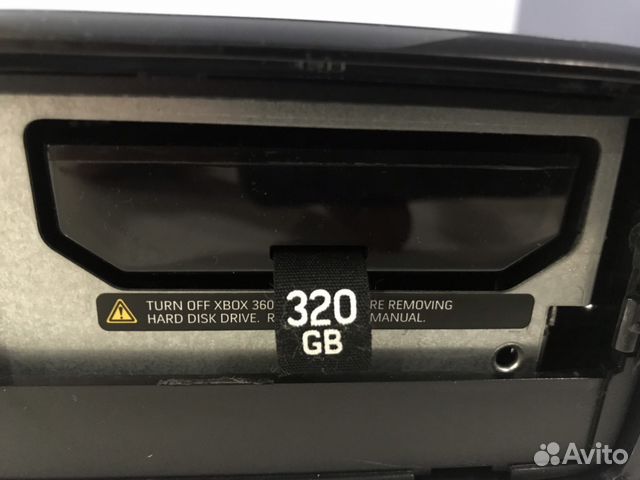 TURN OFF XBOX 360 RE REMOVING
HARD DISK DRIVE. R MANUAL.
320
GB
Avito